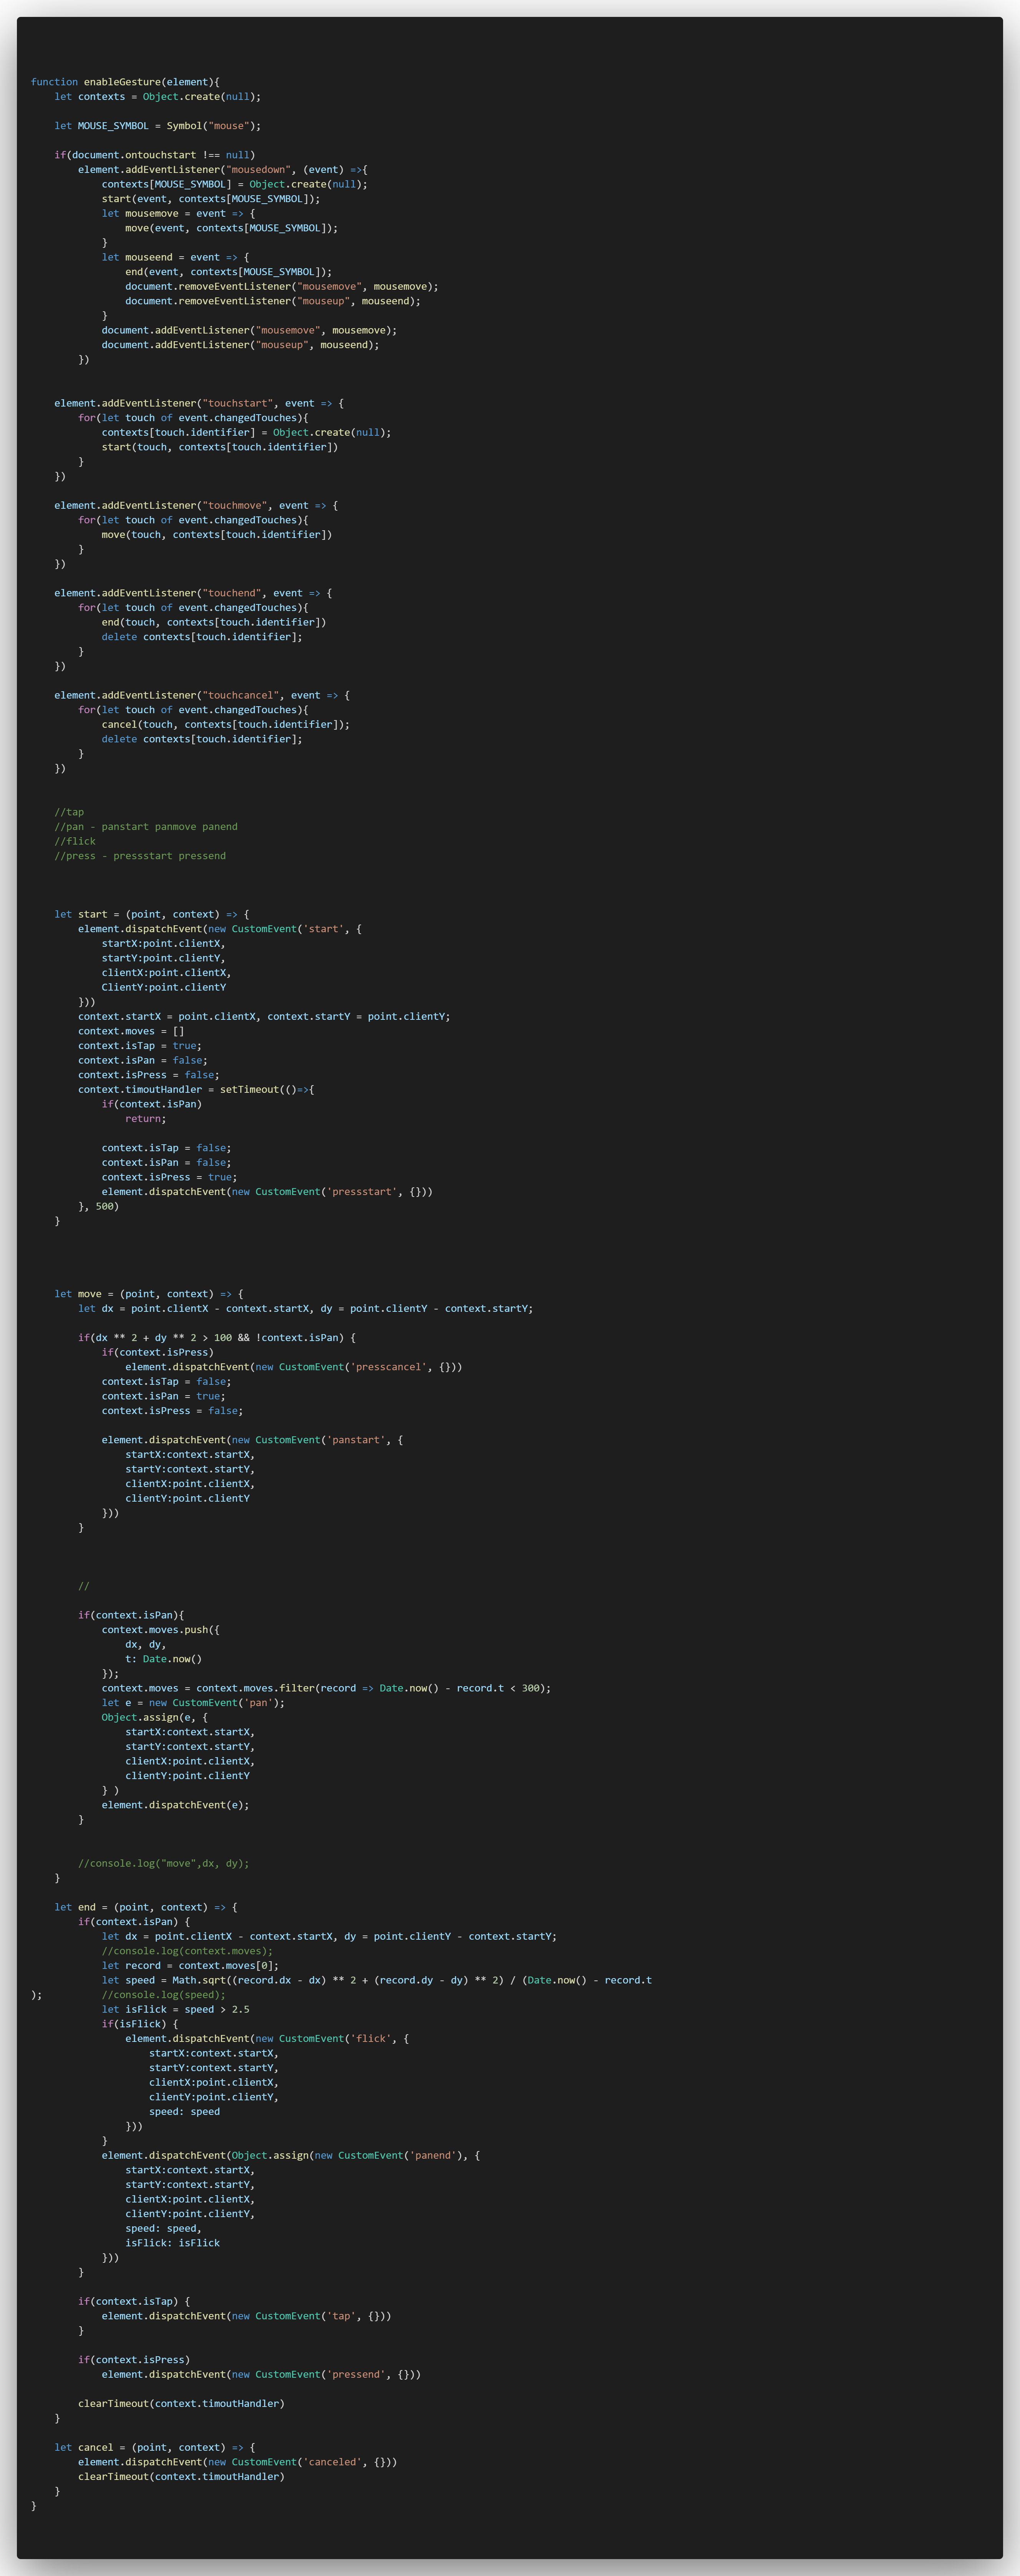 function enableGesture(element){
    let contexts = Object.create(null);

    let MOUSE_SYMBOL = Symbol("mouse");

    if(document.ontouchstart !== null)
        element.addEventListener("mousedown", (event) =>{
            contexts[MOUSE_SYMBOL] = Object.create(null);
            start(event, contexts[MOUSE_SYMBOL]);
            let mousemove = event => {
                move(event, contexts[MOUSE_SYMBOL]);
            }
            let mouseend = event => {
                end(event, contexts[MOUSE_SYMBOL]);
                document.removeEventListener("mousemove", mousemove);
                document.removeEventListener("mouseup", mouseend);
            }
            document.addEventListener("mousemove", mousemove);
            document.addEventListener("mouseup", mouseend);
        })


    element.addEventListener("touchstart", event => {
        for(let touch of event.changedTouches){
            contexts[touch.identifier] = Object.create(null);
            start(touch, contexts[touch.identifier])
        }
    })

    element.addEventListener("touchmove", event => {
        for(let touch of event.changedTouches){
            move(touch, contexts[touch.identifier])
        }
    })

    element.addEventListener("touchend", event => {
        for(let touch of event.changedTouches){
            end(touch, contexts[touch.identifier])
            delete contexts[touch.identifier];
        }
    })

    element.addEventListener("touchcancel", event => {
        for(let touch of event.changedTouches){
            cancel(touch, contexts[touch.identifier]);
            delete contexts[touch.identifier];
        }
    })


    //tap
    //pan - panstart panmove panend
    //flick
    //press - pressstart pressend



    let start = (point, context) => {
        element.dispatchEvent(new CustomEvent('start', {
            startX:point.clientX,
            startY:point.clientY,
            clientX:point.clientX,
            ClientY:point.clientY
        }))
        context.startX = point.clientX, context.startY = point.clientY;
        context.moves = []
        context.isTap = true;
        context.isPan = false;
        context.isPress = false;
        context.timoutHandler = setTimeout(()=>{
            if(context.isPan)
                return;

            context.isTap = false;
            context.isPan = false;
            context.isPress = true;
            element.dispatchEvent(new CustomEvent('pressstart', {}))
        }, 500)
    }




    let move = (point, context) => {
        let dx = point.clientX - context.startX, dy = point.clientY - context.startY;

        if(dx ** 2 + dy ** 2 > 100 && !context.isPan) {
            if(context.isPress)
                element.dispatchEvent(new CustomEvent('presscancel', {}))
            context.isTap = false;
            context.isPan = true;
            context.isPress = false;

            element.dispatchEvent(new CustomEvent('panstart', {
                startX:context.startX,
                startY:context.startY,
                clientX:point.clientX,
                clientY:point.clientY
            }))
        }



        //

        if(context.isPan){
            context.moves.push({
                dx, dy,
                t: Date.now()
            });
            context.moves = context.moves.filter(record => Date.now() - record.t < 300);
            let e = new CustomEvent('pan');
            Object.assign(e, {
                startX:context.startX,
                startY:context.startY,
                clientX:point.clientX,
                clientY:point.clientY
            } )
            element.dispatchEvent(e);
        }


        //console.log("move",dx, dy);
    }

    let end = (point, context) => {
        if(context.isPan) {
            let dx = point.clientX - context.startX, dy = point.clientY - context.startY;
            //console.log(context.moves);
            let record = context.moves[0];
            let speed = Math.sqrt((record.dx - dx) ** 2 + (record.dy - dy) ** 2) / (Date.now() - record.t
);          //console.log(speed);
            let isFlick = speed > 2.5
            if(isFlick) {
                element.dispatchEvent(new CustomEvent('flick', {
                    startX:context.startX,
                    startY:context.startY,
                    clientX:point.clientX,
                    clientY:point.clientY,
                    speed: speed
                }))
            }
            element.dispatchEvent(Object.assign(new CustomEvent('panend'), {
                startX:context.startX,
                startY:context.startY,
                clientX:point.clientX,
                clientY:point.clientY,
                speed: speed,
                isFlick: isFlick
            }))
        }

        if(context.isTap) {
            element.dispatchEvent(new CustomEvent('tap', {}))
        }

        if(context.isPress)
            element.dispatchEvent(new CustomEvent('pressend', {}))

        clearTimeout(context.timoutHandler)
    }

    let cancel = (point, context) => {
        element.dispatchEvent(new CustomEvent('canceled', {}))
        clearTimeout(context.timoutHandler)
    }
}